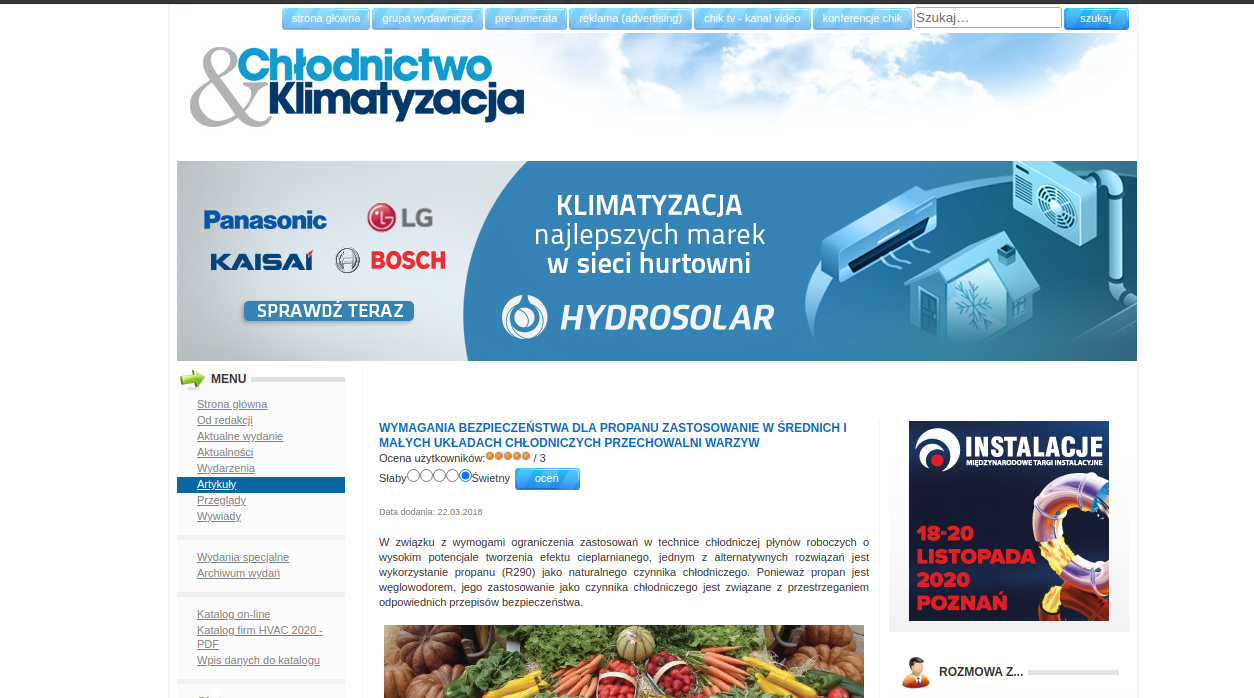 strona główna grupa wydawnicza prenumerata reklama (advertising) chik tv - kanał video konferencje chik Szukaj… szukaj
Chłodnictwo
& Klimatyzacja
Panasonic LG
KAISAI BOSCH
SPRAWDŹ TERAZ
KLIMATYZACJA
najlepszych marek
w sieci hurtowni
HYDROSOLAR
MENU
Strona główna
Od redakcji
Aktualne wydanie
Aktualności
Wydarzenia
Artykuły
Przeglądy
Wywiady
Wydania specjalne
Archiwum wydań
Katalog on-line
Katalog firm HVAC 2020 -
PDF
Wpis danych do katalogu
WYMAGANIA BEZPIECZEŃSTWA DLA PROPANU ZASTOSOWANIE W ŚREDNICH I
MAŁYCH UKŁADACH CHŁODNICZYCH PRZECHOWALNI WARZYW
Ocena użytkowników: / 3
Słaby Świetny oceń
Data dodania: 22.03.2018
W związku z wymogami ograniczenia zastosowań w technice chłodniczej płynów roboczych o
wysokim potencjale tworzenia efektu cieplarnianego, jednym z alternatywnych rozwiązań jest
wykorzystanie propanu (R290) jako naturalnego czynnika chłodniczego. Ponieważ propan jest
węglowodorem, jego zastosowanie jako czynnika chłodniczego jest związane z przestrzeganiem
odpowiednich przepisów bezpieczeństwa.
INSTALACJE
MIĘDZYNARODOWE TARGI INSTALACYJNE
18-20
LISTOPADA
2020
POZNAŃ
ROZMOWA Z...